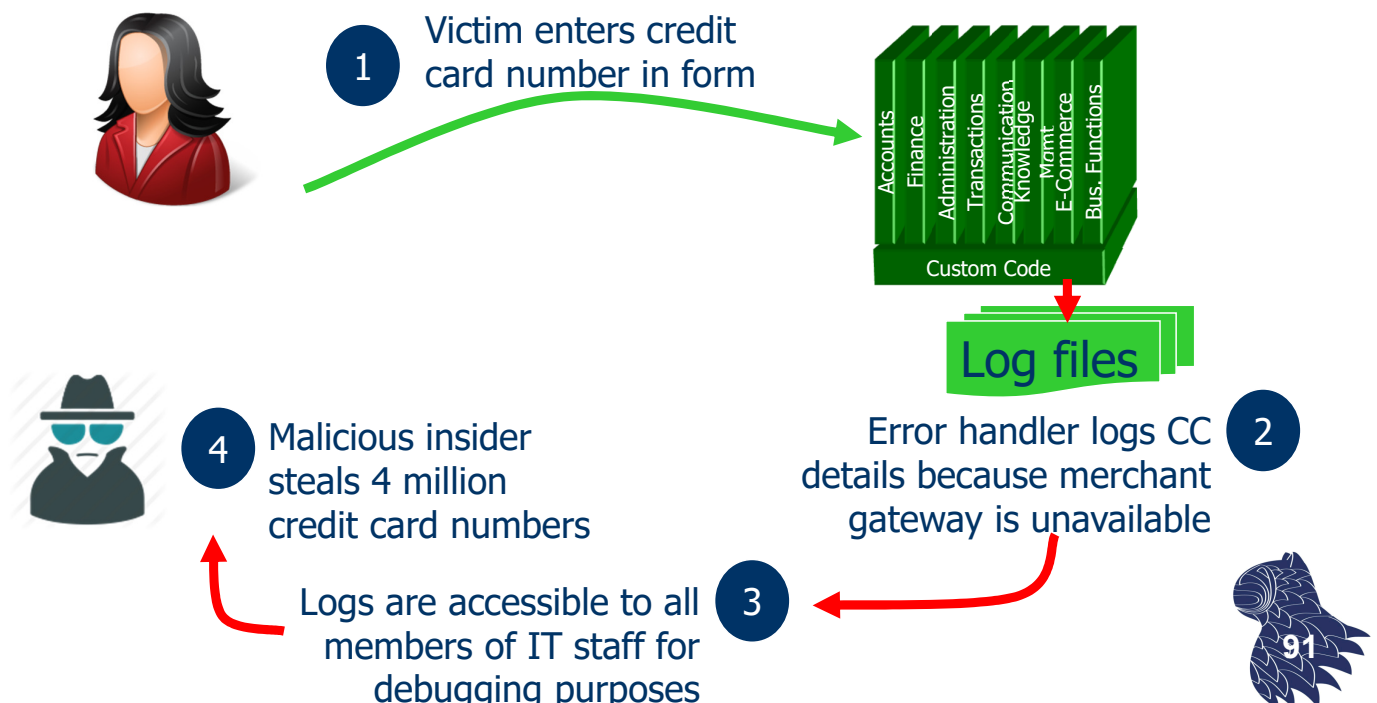 1
Victim enters credit
card number in form
Accounts
Finance
Administration
Transactions
Communication
Knowledge
Mgmt
E-Commerce
Bus. Functions
Custom Code
Log files
2
Error handler logs CC
details because merchant
gateway is unavailable
3
Logs are accessible to all
members of IT staff for
debugging purposes
4
Malicious insider
steals 4 million
credit card numbers
91